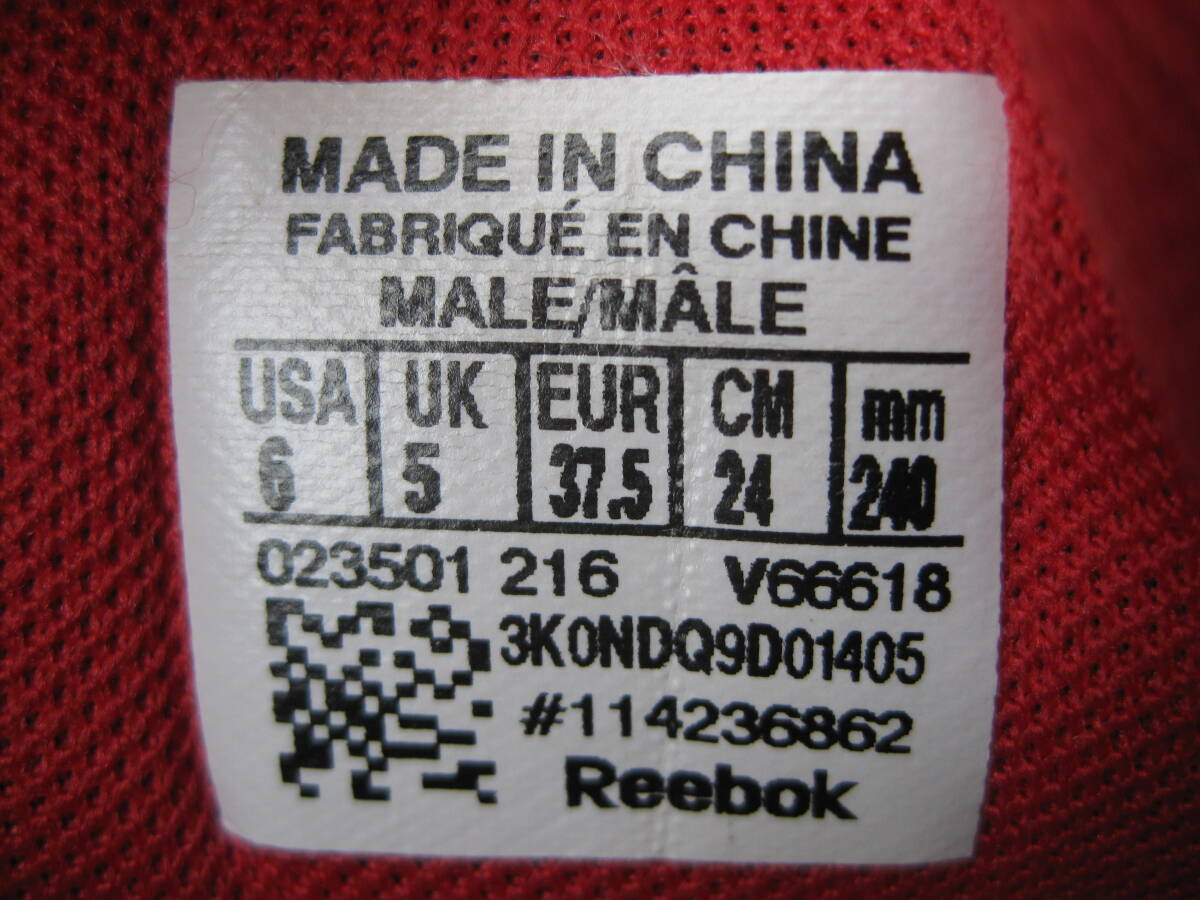 MADE IN CHINA
FABRIQUÉ EN CHINE
MALE/MÂLE
USA UK EUR CM mm
6 5 37.5 24 240
023501 216 V66618
3K0NDQ9D01405
#114236862
Reebok